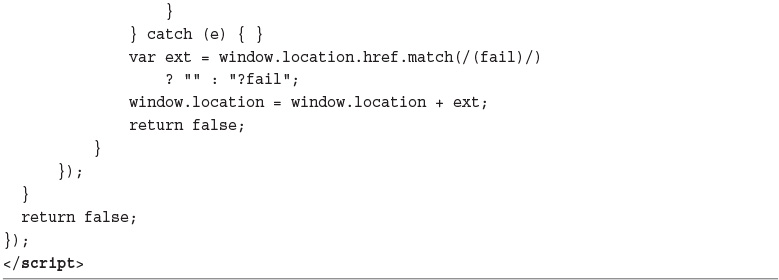 }
              } catch (e) { }
              var ext = window.location.href.match(/(fail)/)
                  ? "" : "?fail";
              window.location = window.location + ext;
              return false;
          }
      });
  }
  return false;
});
</script>